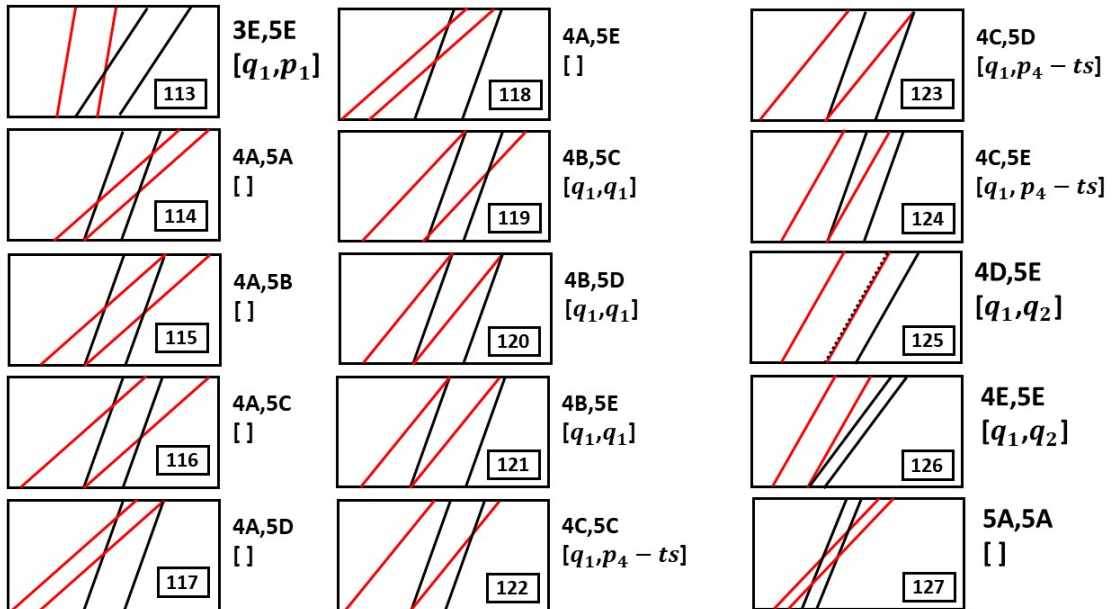 3E,5E
[q₁,p₁]
113
4A,5A
[ ]
114
4A,5B
[ ]
115
4A,5C
[ ]
116
4A,5D
[ ]
117
4A,5E
[ ]
118
4B,5C
[q₁,q₁]
119
4B,5D
[q₁,q₁]
120
4B,5E
[q₁,q₁]
121
4C,5C
[q₁,p₄ − ts]
122
4C,5D
[q₁,p₄ − ts]
123
4C,5E
[q₁, p₄ − ts]
124
4D,5E
[q₁,q₂]
125
4E,5E
[q₁,q₂]
126
5A,5A
[ ]
127